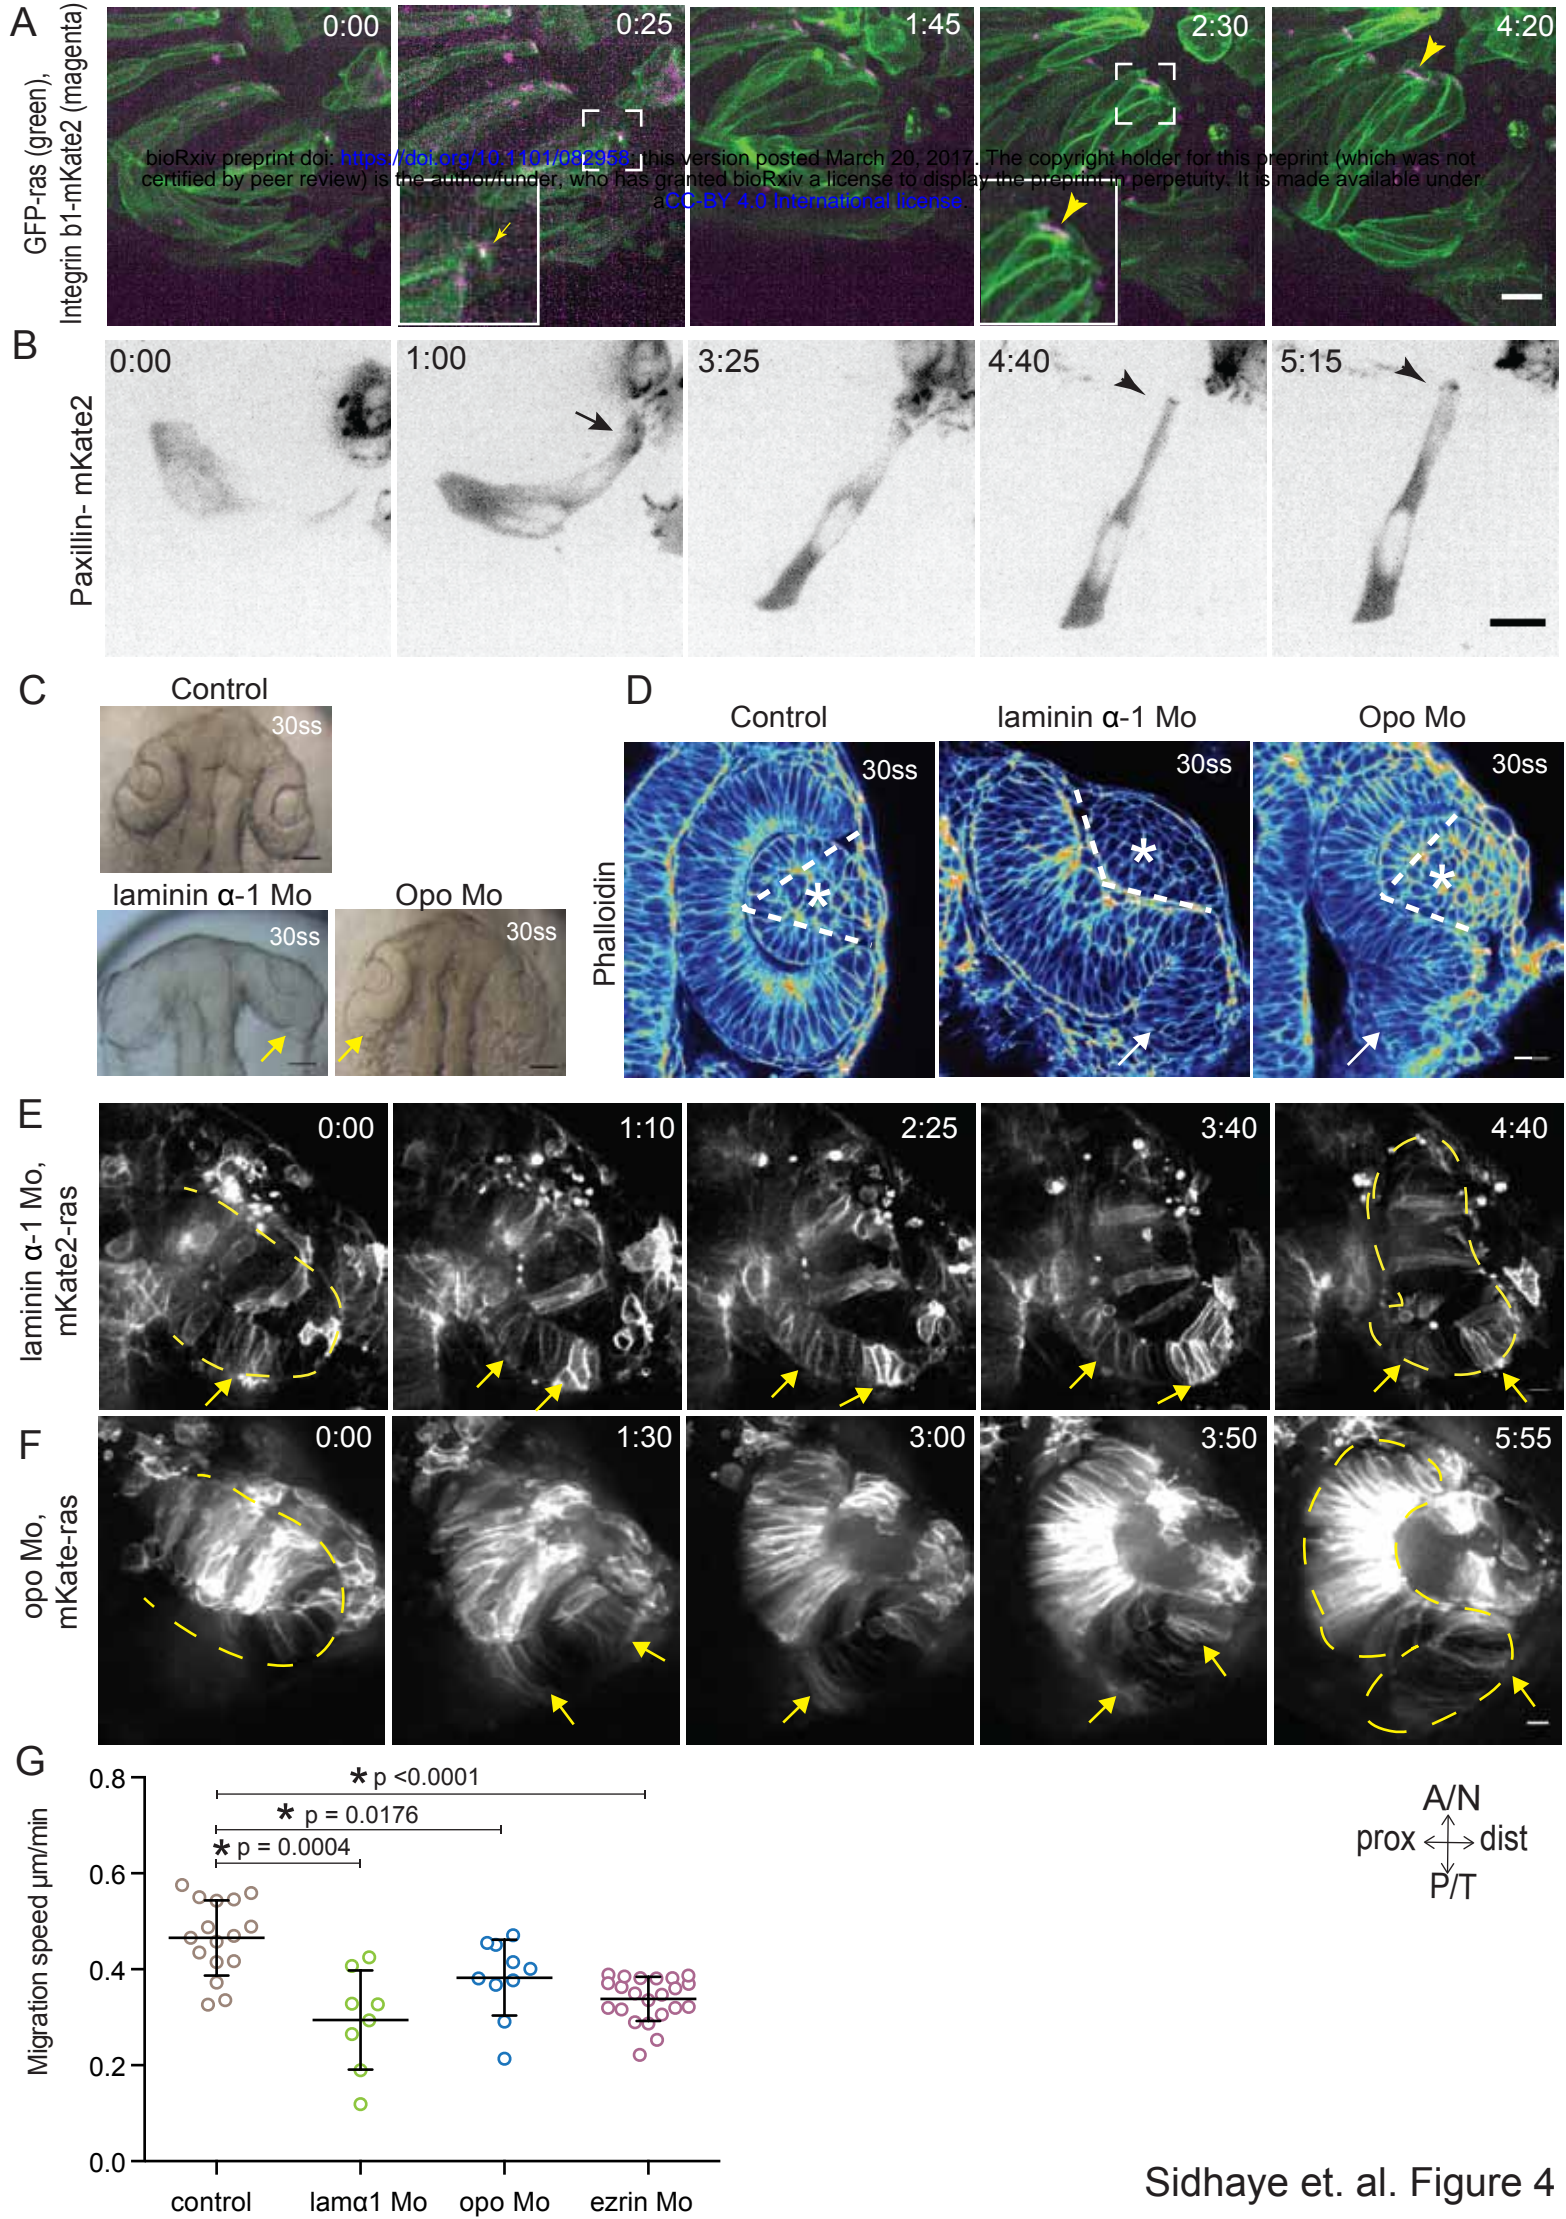 A
GFP-ras (green),
Integrin b1-mKate2 (magenta)
0:00
0:25
1:45
2:30
4:20
bioRxiv preprint doi: https://doi.org/10.1101/082958; this version posted March 20, 2017. The copyright holder for this preprint (which was not
certified by peer review) is the author/funder, who has granted bioRxiv a license to display the preprint in perpetuity. It is made available under
aCC-BY 4.0 International license.
B
Paxillin- mKate2
0:00
1:00
3:25
4:40
5:15
C
Control
30ss
laminin α-1 Mo
30ss
Opo Mo
30ss
D
Phalloidin
Control
30ss
laminin α-1 Mo
30ss
Opo Mo
30ss
*
*
*
E
laminin α-1 Mo,
mKate2-ras
0:00
1:10
2:25
3:40
4:40
F
opo Mo,
mKate-ras
0:00
1:30
3:00
3:50
5:55
G
Migration speed μm/min
0.8
0.6
0.4
0.2
0.0
* p <0.0001
* p = 0.0176
* p = 0.0004
control
lamα1 Mo
opo Mo
ezrin Mo
A/N
prox
dist
P/T
Sidhaye et. al. Figure 4